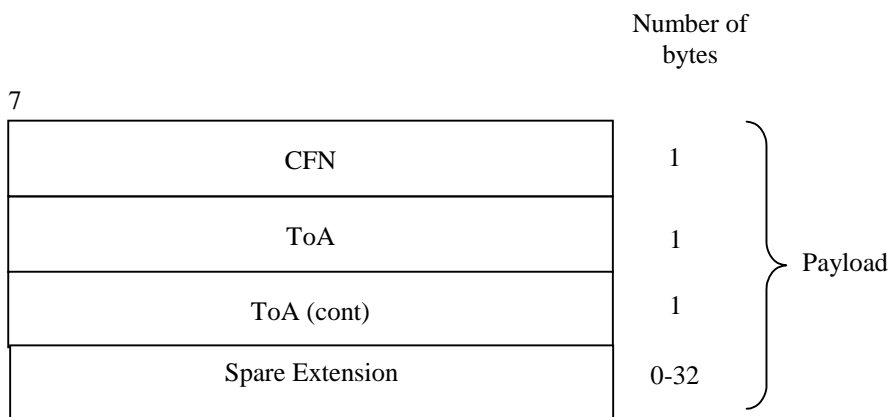 Number of
bytes
7
CFN
1
ToA
1
Payload
ToA (cont)
1
Spare Extension
0-32